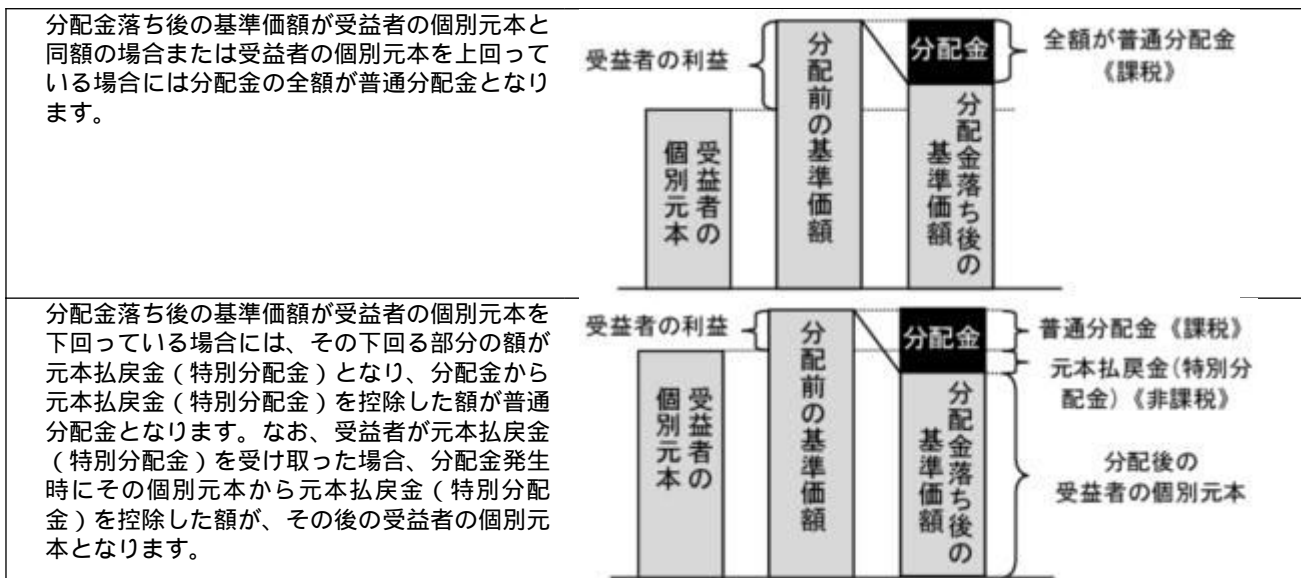 分配金落ち後の基準価額が受益者の個別元本と
同額の場合または受益者の個別元本を上回って
いる場合には分配金の全額が普通分配金となり
ます。
受益者の利益
受益者の
個別元本
分配前の基準価額
分配金
分配金落ち後の
基準価額
全額が普通分配金
《課税》
分配金落ち後の基準価額が受益者の個別元本を
下回っている場合には、その下回る部分の額が
元本払戻金（特別分配金）となり、分配金から
元本払戻金（特別分配金）を控除した額が普通
分配金となります。なお、受益者が元本払戻金
（特別分配金）を受け取った場合、分配金発生
時にその個別元本から元本払戻金（特別分配
金）を控除した額が、その後の受益者の個別元
本となります。
受益者の利益
受益者の
個別元本
分配前の基準価額
分配金
分配金落ち後の
基準価額
普通分配金《課税》
元本払戻金(特別分
配金)《非課税》
分配後の
受益者の個別元本